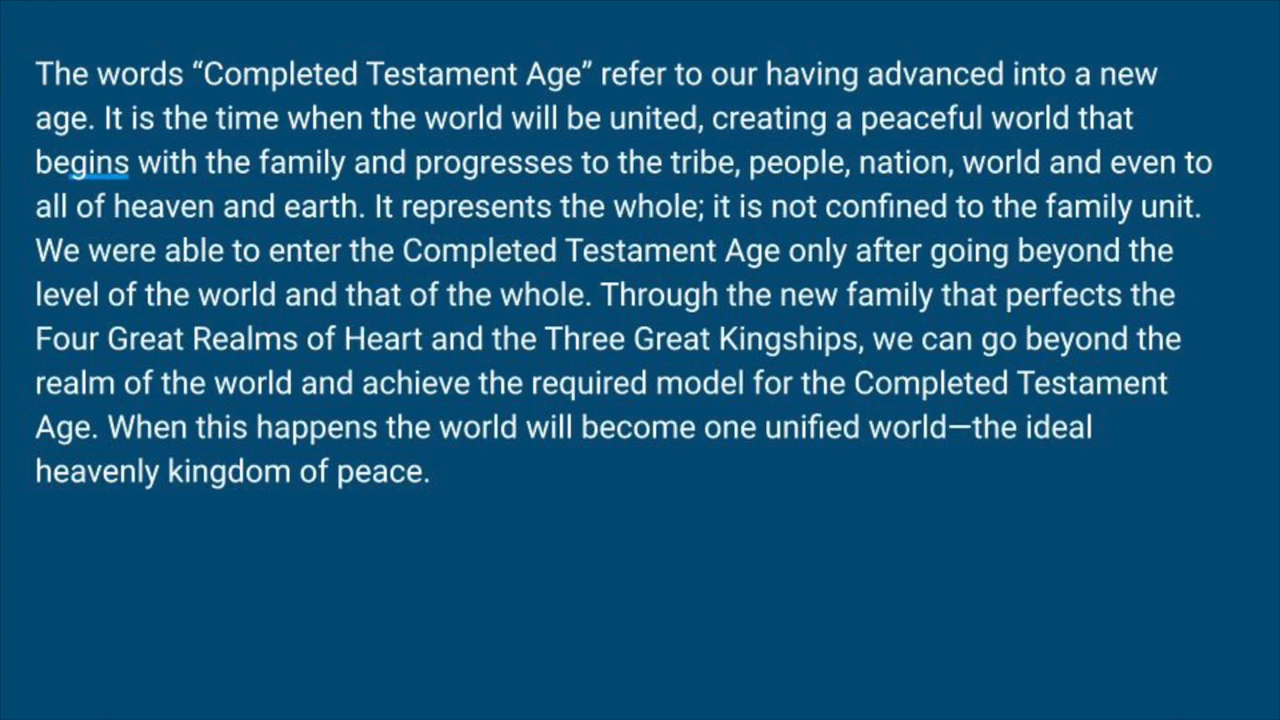 The words “Completed Testament Age” refer to our having advanced into a new
age. It is the time when the world will be united, creating a peaceful world that
begins with the family and progresses to the tribe, people, nation, world and even to
all of heaven and earth. It represents the whole; it is not confined to the family unit.
We were able to enter the Completed Testament Age only after going beyond the
level of the world and that of the whole. Through the new family that perfects the
Four Great Realms of Heart and the Three Great Kingships, we can go beyond the
realm of the world and achieve the required model for the Completed Testament
Age. When this happens the world will become one unified world—the ideal
heavenly kingdom of peace.